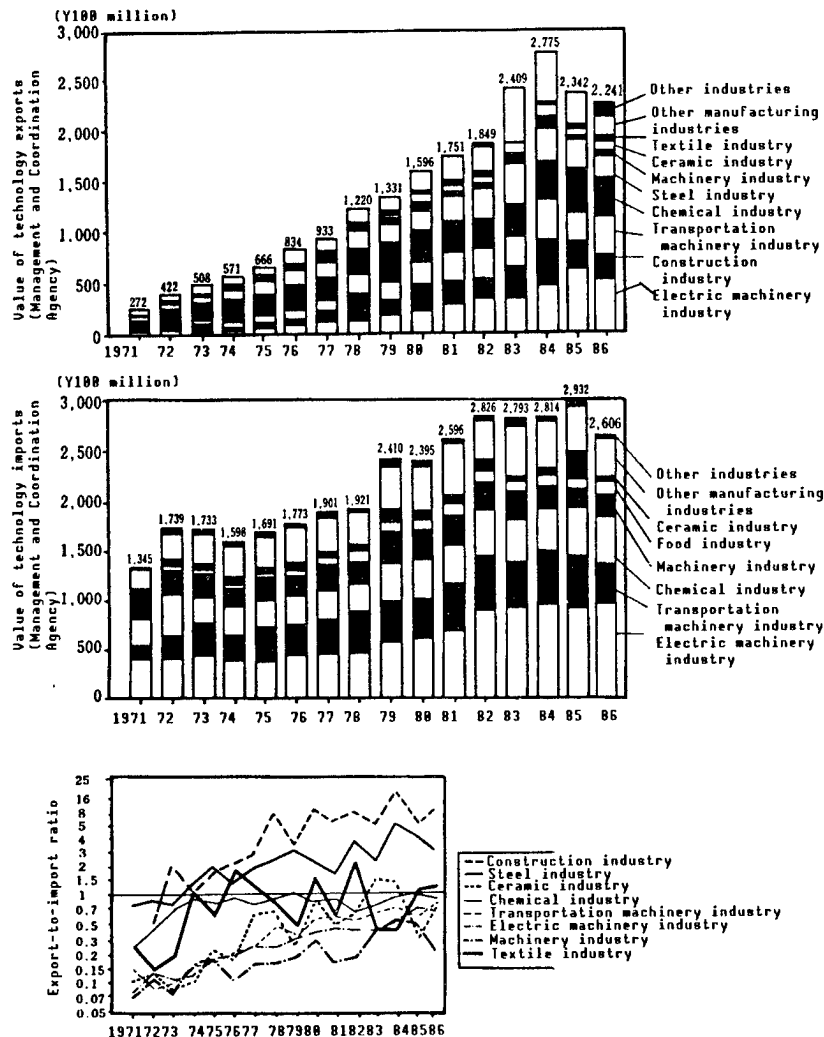 (Y100 million)
Value of technology exports
(Management and Coordination
Agency)
3,000
2,500
2,000
1,500
1.000
500
0
272
422
508
571
666
834
933
1,220
1,331
1,596
1,751
1,849
2.409
2.775
2,342
2,241
Other industries
Other manufacturing
industries
Textile industry
Ceramic industry
Machinery industry
Steel industry
Chemical industry
Transportation
machinery industry
Construction
industry
Electric machinery
industry
1971 72 73 74 75 76 77 78 79 80 81 82 83 84 85 86
(Y100 million)
Value of technology imports
(Management and Coordination
Agency)
3,000
2,500
2,000
1,500
1,000
500
0
1,345
1,739
1,733
1,596
1,691
1,773
1,901
1,921
2,410
2,395
2,596
2,826
2,793
2,814
2,932
2,606
Other industries
Other manufacturing
industries
Ceramic industry
Food industry
Machinery industry
Chemical industry
Transportation
machinery industry
Electric machinery
industry
1971 72 73 74 75 76 77 78 79 80 81 82 83 84 85 86
Export-to-import ratio
25
16
8
5
4
3
2
1.5
1
0.7
0.5
0.3
0.2
0.15
0.1
0.07
0.05
Construction industry
Steel industry
Ceramic industry
Chemical industry
Transportation machinery industry
Electric machinery industry
Machinery industry
Textile industry
19717273 74757677 787980 818283 848586